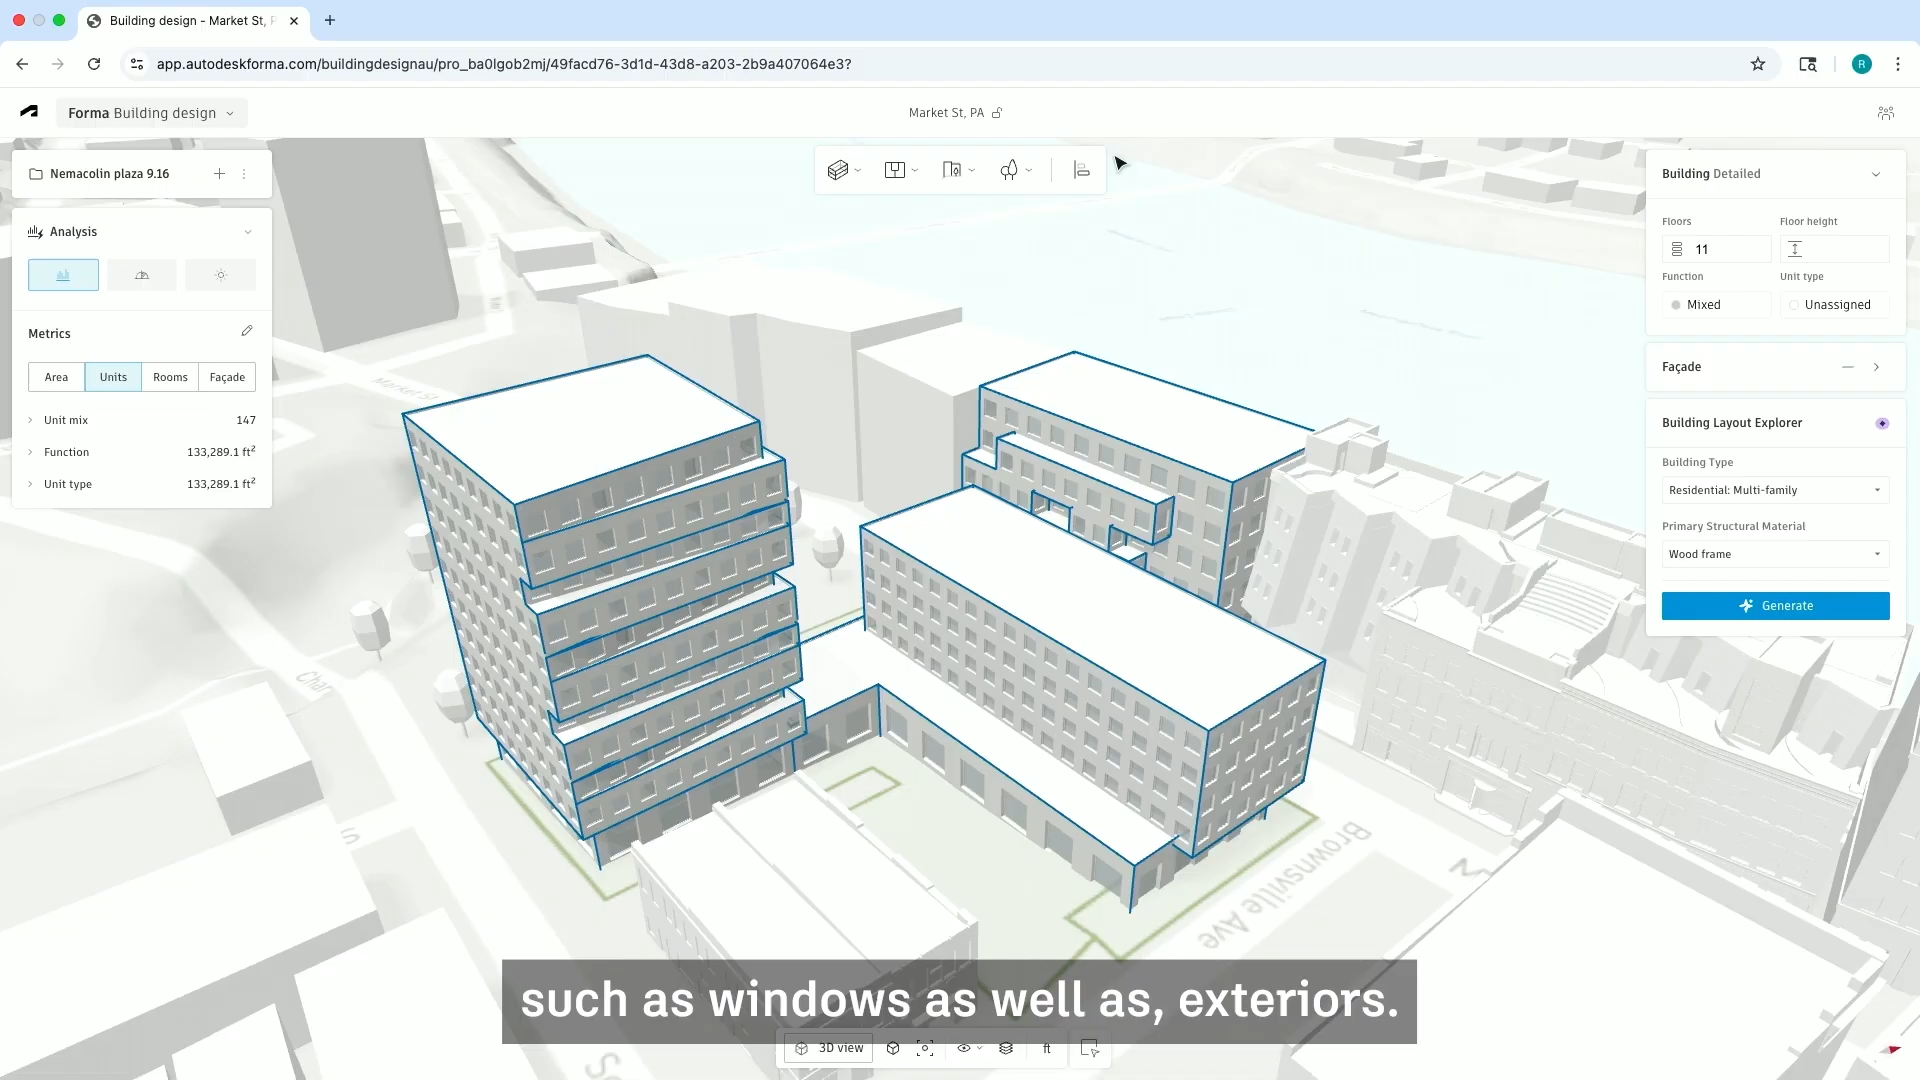 Building design - Market St, P
app.autodeskforma.com/buildingdesignau/pro_ba0lgob2mj/49facd76-3d1d-43d8-a203-2b9a407064e3?
R
Forma Building design
Market St, PA
Nemacolin plaza 9.16
Analysis
Metrics
Area
Units
Rooms
Façade
Unit mix 147
Function 133,289.1 ft²
Unit type 133,289.1 ft²
Building Detailed
Floors
Floor height
11
Function
Unit type
Mixed
Unassigned
Façade
Building Layout Explorer
Building Type
Residential: Multi-family
Primary Structural Material
Wood frame
Generate
Market St
Char
Brownsville Ave
such as windows as well as, exteriors.
3D view
ft